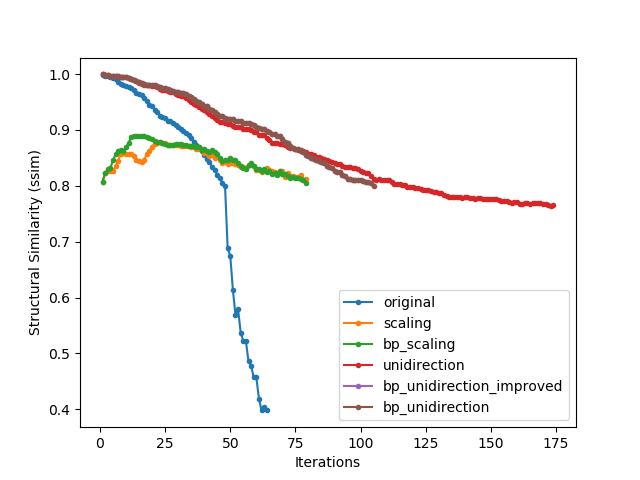 1.0
0.9
0.8
0.7
0.6
0.5
0.4
Structural Similarity (ssim)
0 25 50 75 100 125 150 175
Iterations
original
scaling
bp_scaling
unidirection
bp_unidirection_improved
bp_unidirection